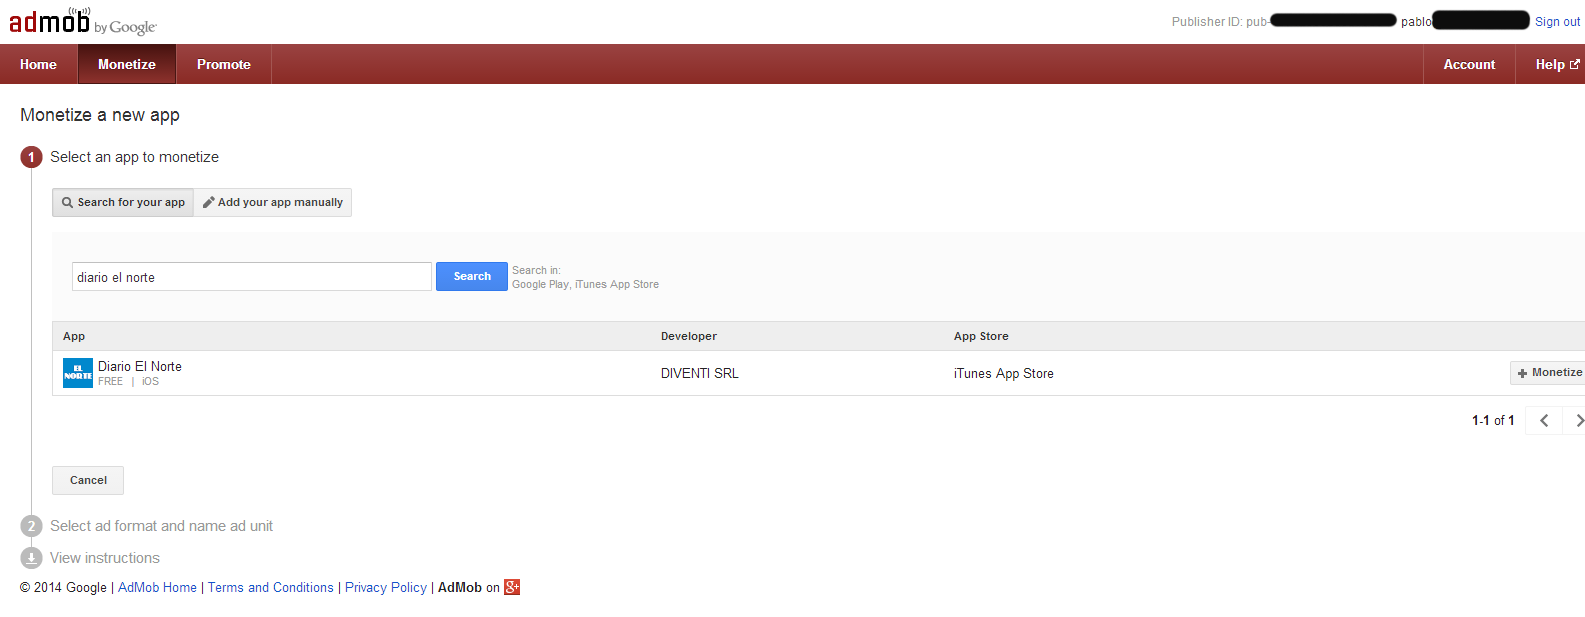 admob by Google
Publisher ID: pub- pablo Sign out
Home Monetize Promote Account Help
Monetize a new app
1 Select an app to monetize
Search for your app Add your app manually
diario el norte Search Search in:
Google Play, iTunes App Store
App Developer App Store
EL NORTE Diario El Norte DIVENTI SRL iTunes App Store Monetize
FREE | iOS
1-1 of 1
Cancel
2 Select ad format and name ad unit
View instructions
© 2014 Google | AdMob Home | Terms and Conditions | Privacy Policy | AdMob on g+